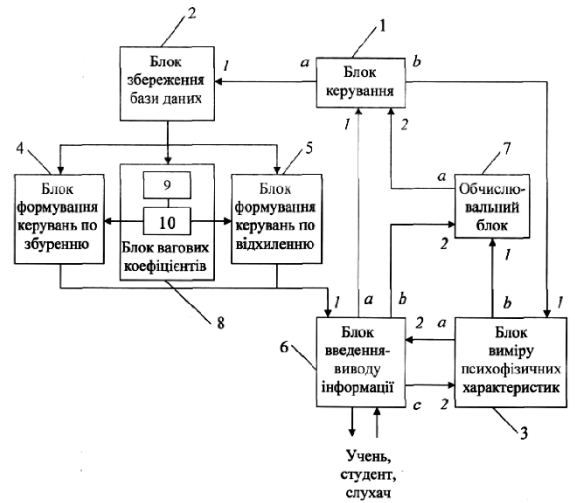 2
1
Блок
збереження
бази даних
1
a
Блок
керування
b
4
5
1
2
7
Блок
формування
керувань по
збуренню
9
10
Блок вагових
коефіцієнтів
Блок
формування
керувань по
відхиленню
a
Обчислю-
вальний
блок
2
1
8
1
a
b
2
a
b
1
6
Блок
введення-
виводу
інформації
Блок
виміру
психофізичних
характеристик
c
2
3
Учень,
студент,
слухач